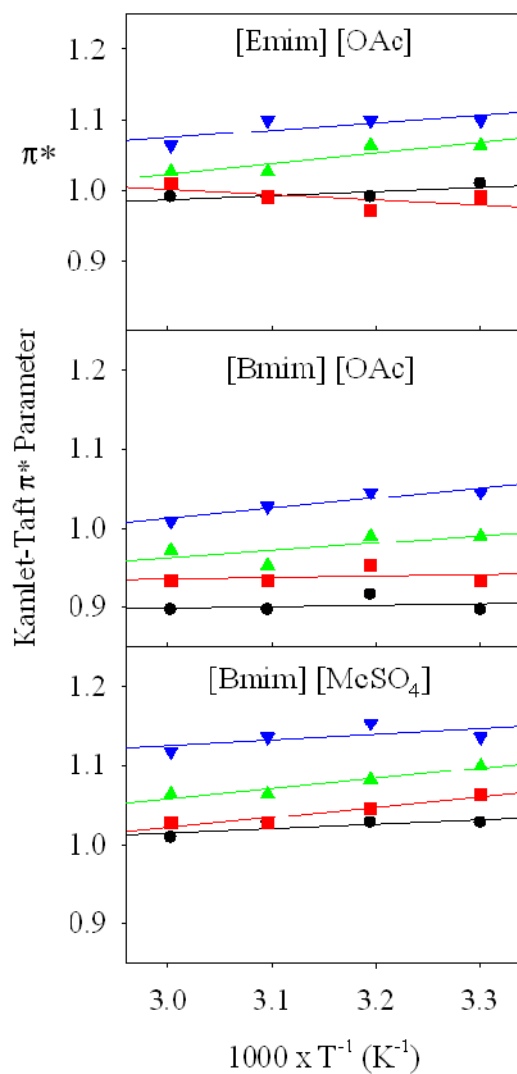 [Emim] [OAc]
1.2
1.1
π*
1.0
0.9
[Bmim] [OAc]
1.2
1.1
1.0
0.9
Kamlet-Taft π* Parameter
[Bmim] [MeSO₄]
1.2
1.1
1.0
0.9
3.0 3.1 3.2 3.3
1000 x T⁻¹ (K⁻¹)